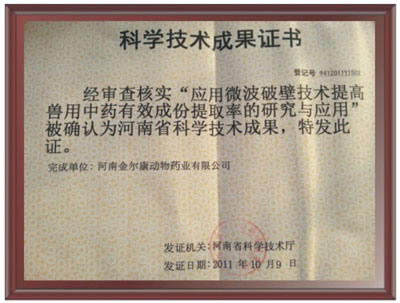 科学技术成果证书
登记号
经审查核实“应用微波破壁技术提高
兽用中药有效成份提取率的研究与应用”
被确认为河南省科学技术成果，特发此
证。
完成单位：河南金尔康动物药业有限公司
发证机关：河南省科学技术厅
发证日期：2011 年 10 月 9 日